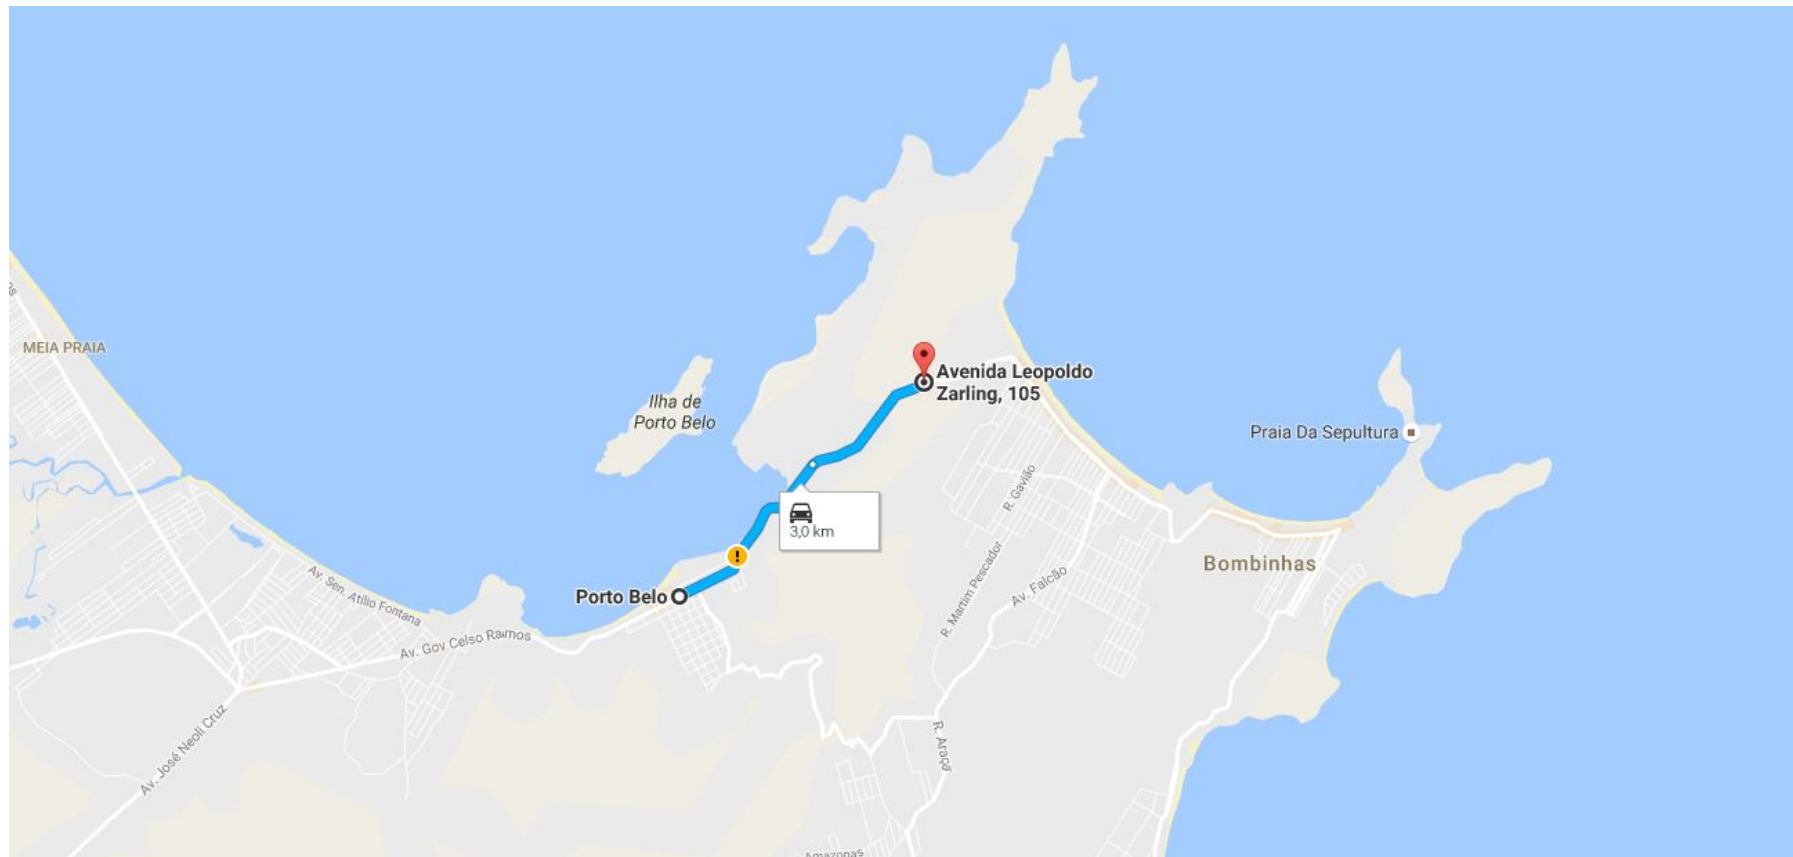 MEIA PRAIA
Ilha de
Porto Belo
Avenida Leopoldo
Zarling, 105
Praia Da Sepultura
R. Gavião
3,0 km
Bombinhas
Porto Belo
Av. Sen. Atílio Fontana
R. Martim Pescador
Av. Falcão
Av. Gov Celso Ramos
Av. José Neoli Cruz
R. Araçá
Amazonas